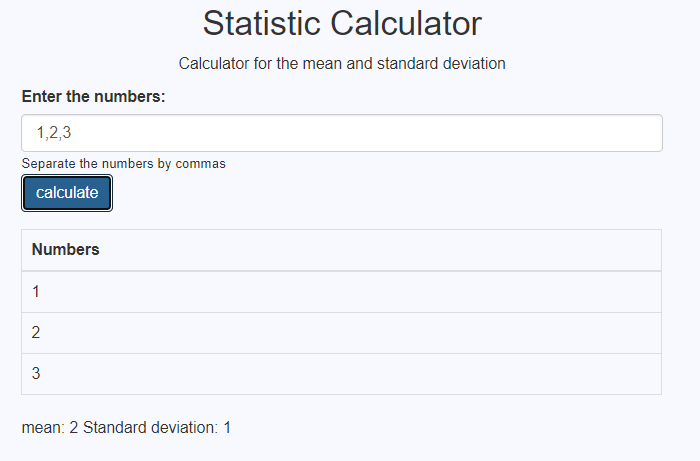 Statistic Calculator
Calculator for the mean and standard deviation
Enter the numbers:
1,2,3
Separate the numbers by commas
calculate
Numbers
1
2
3
mean: 2 Standard deviation: 1